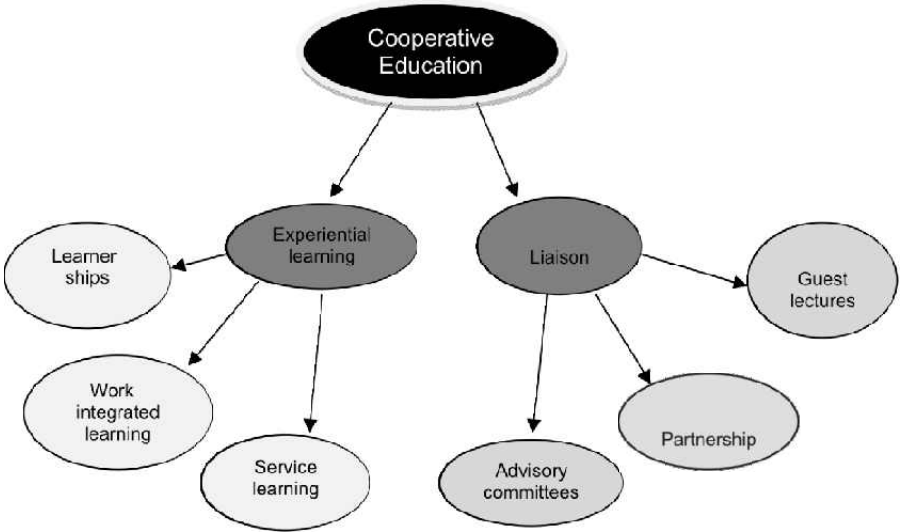 Cooperative
Education
Experiential
learning
Liaison
Learner
ships
Guest
lectures
Work
integrated
learning
Partnership
Service
learning
Advisory
committees